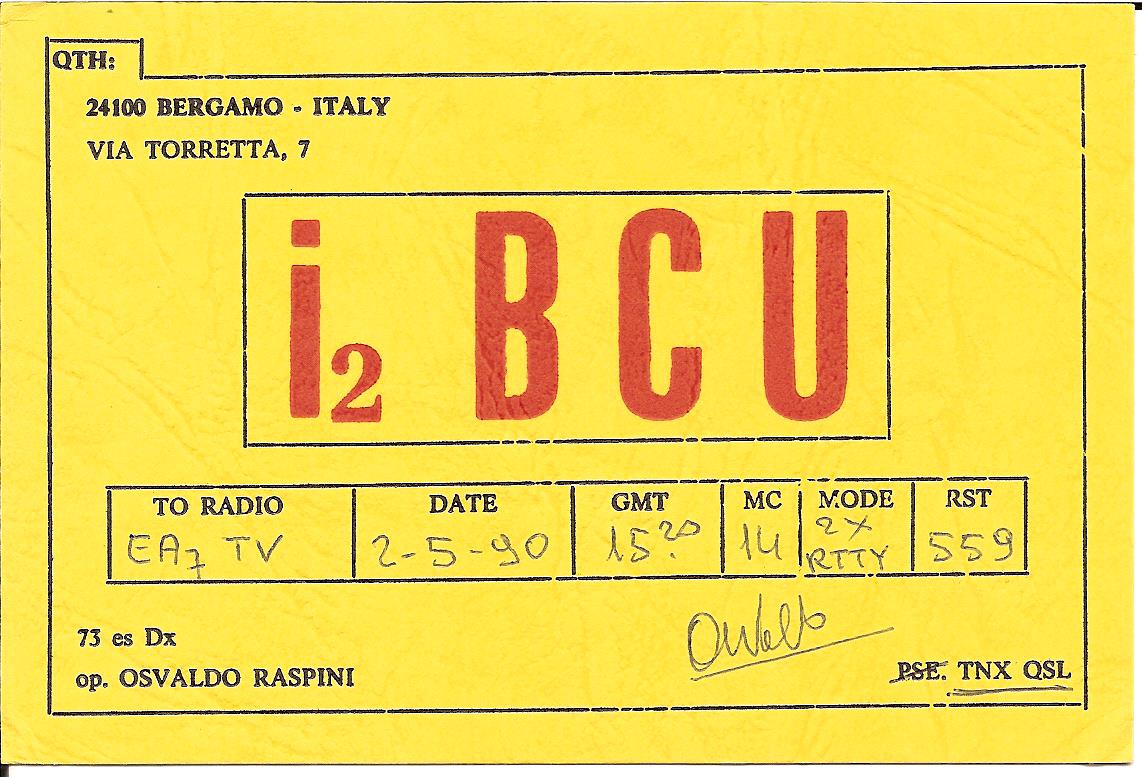 QTH:
24100 BERGAMO - ITALY
VIA TORRETTA, 7
i2 BCU
TO RADIO DATE GMT MC MODE RST
EA7 TV 2-5-90 15.20 14 2X RTTY 559
73 es Dx
Osvaldo
op. OSVALDO RASPINI
PSE. TNX QSL